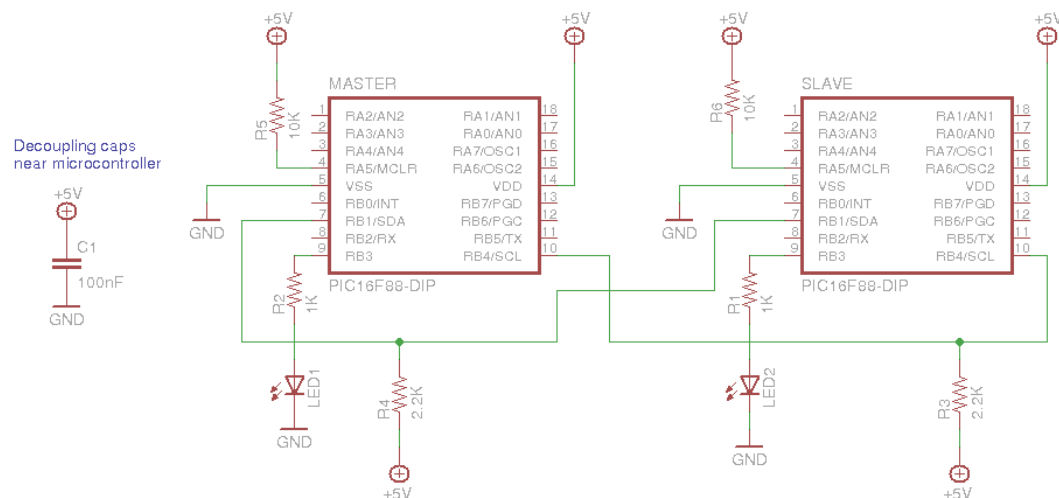 +5V
+5V
+5V
+5V
MASTER
SLAVE
R5
10K
R6
10K
Decoupling caps
near microcontroller
+5V
C1
100nF
GND
1 RA2/AN2 RA1/AN1 18
2 RA3/AN3 RA0/AN0 17
3 RA4/AN4 RA7/OSC1 16
4 RA5/MCLR RA6/OSC2 15
5 VSS VDD 14
6 RB0/INT RB7/PGD 13
7 RB1/SDA RB6/PGC 12
8 RB2/RX RB5/TX 11
9 RB3 RB4/SCL 10
PIC16F88-DIP
GND
R2
1K
LED1
GND
R4
2.2K
+5V
1 RA2/AN2 RA1/AN1 18
2 RA3/AN3 RA0/AN0 17
3 RA4/AN4 RA7/OSC1 16
4 RA5/MCLR RA6/OSC2 15
5 VSS VDD 14
6 RB0/INT RB7/PGD 13
7 RB1/SDA RB6/PGC 12
8 RB2/RX RB5/TX 11
9 RB3 RB4/SCL 10
PIC16F88-DIP
GND
R1
1K
LED2
GND
R3
2.2K
+5V